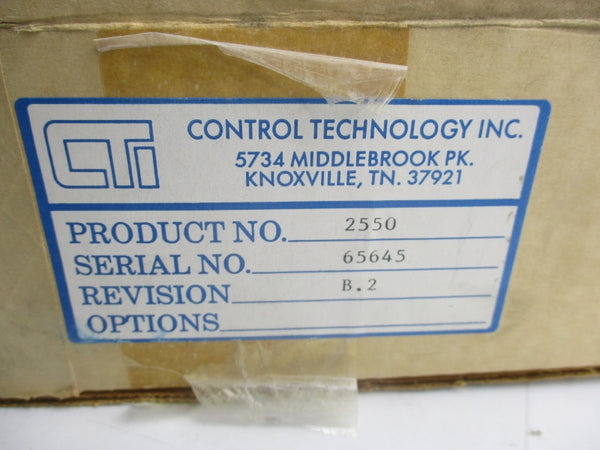 CTI
CONTROL TECHNOLOGY INC.
5734 MIDDLEBROOK PK.
KNOXVILLE, TN. 37921
PRODUCT NO. 2550
SERIAL NO. 65645
REVISION B.2
OPTIONS